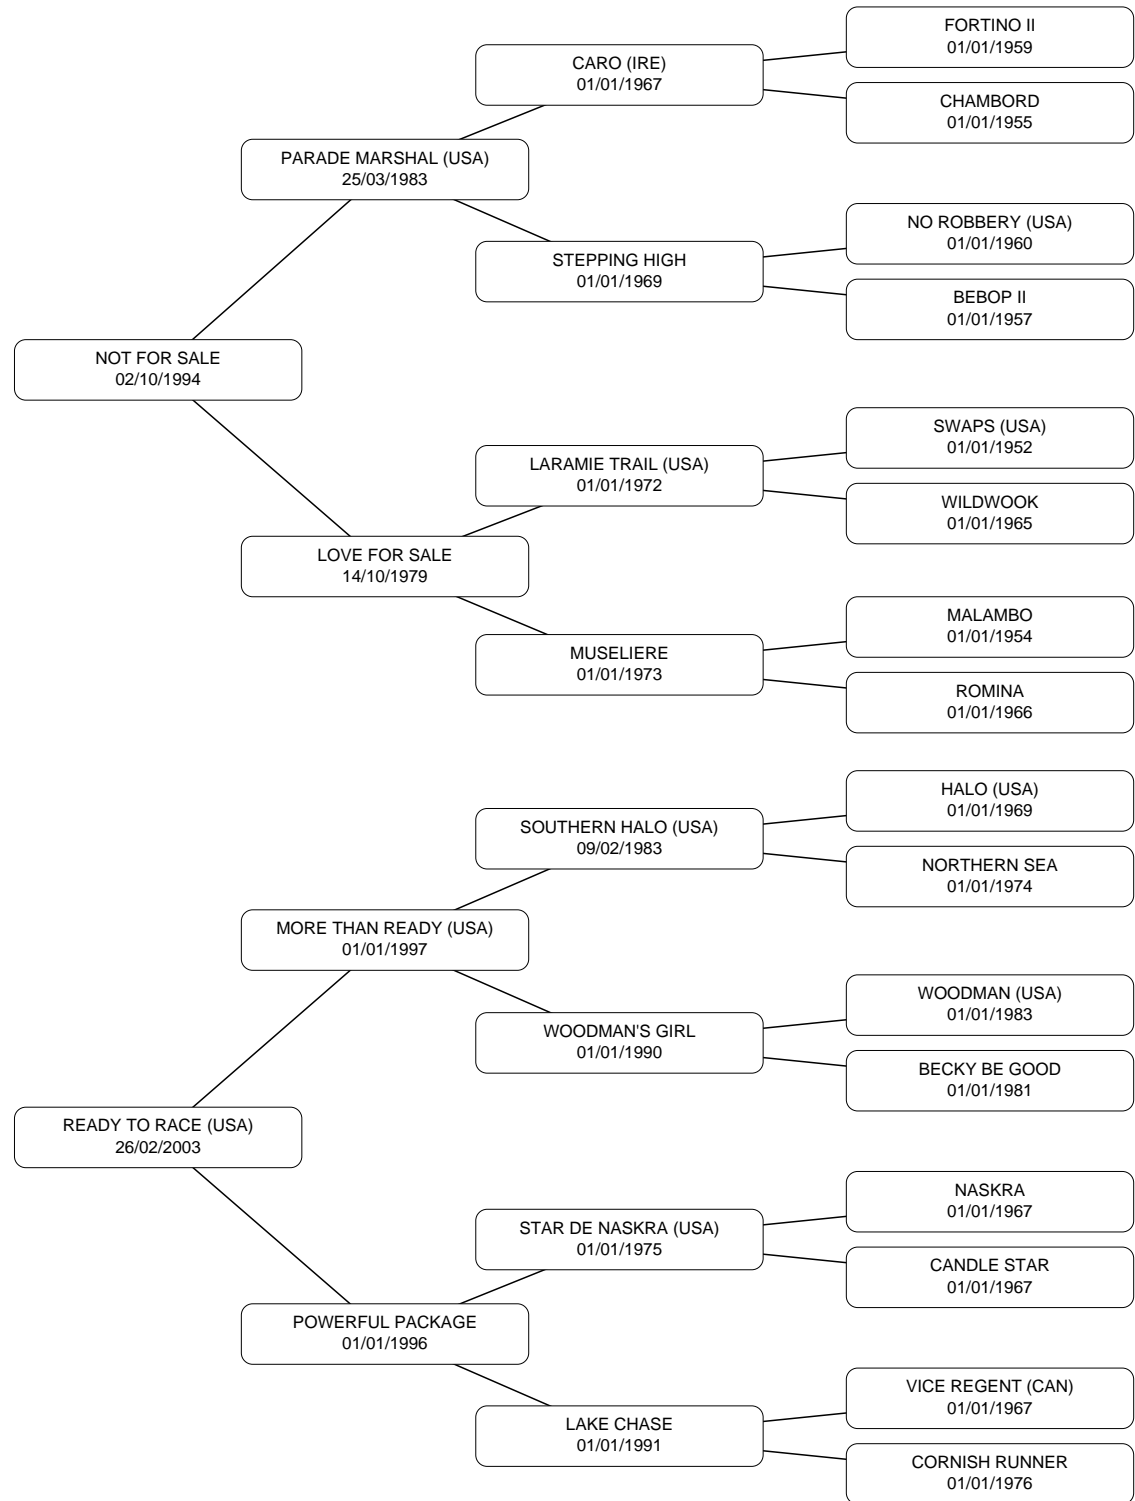 FORTINO II
01/01/1959
CARO (IRE)
01/01/1967
CHAMBORD
01/01/1955
PARADE MARSHAL (USA)
25/03/1983
NO ROBBERY (USA)
01/01/1960
STEPPING HIGH
01/01/1969
BEBOP II
01/01/1957
NOT FOR SALE
02/10/1994
SWAPS (USA)
01/01/1952
LARAMIE TRAIL (USA)
01/01/1972
WILDWOOK
01/01/1965
LOVE FOR SALE
14/10/1979
MALAMBO
01/01/1954
MUSELIERE
01/01/1973
ROMINA
01/01/1966
HALO (USA)
01/01/1969
SOUTHERN HALO (USA)
09/02/1983
NORTHERN SEA
01/01/1974
MORE THAN READY (USA)
01/01/1997
WOODMAN (USA)
01/01/1983
WOODMAN'S GIRL
01/01/1990
BECKY BE GOOD
01/01/1981
READY TO RACE (USA)
26/02/2003
NASKRA
01/01/1967
STAR DE NASKRA (USA)
01/01/1975
CANDLE STAR
01/01/1967
POWERFUL PACKAGE
01/01/1996
VICE REGENT (CAN)
01/01/1967
LAKE CHASE
01/01/1991
CORNISH RUNNER
01/01/1976